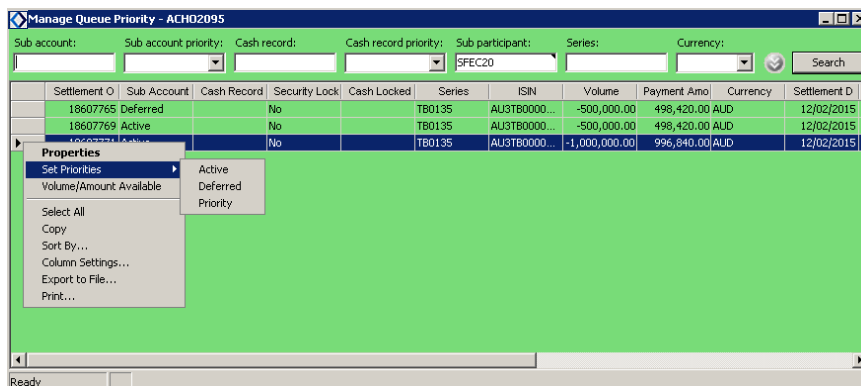 Manage Queue Priority - ACHO2095
Sub account: Sub account priority: Cash record: Cash record priority: Sub participant: Series: Currency:
SFEC20 Search
Settlement O Sub Account Cash Record Security Lock Cash Locked Series ISIN Volume Payment Amo Currency Settlement D
18607765 Deferred No TB0135 AU3TB0000... -500,000.00 498,420.00 AUD 12/02/2015
18607769 Active No TB0135 AU3TB0000... -500,000.00 498,420.00 AUD 12/02/2015
No TB0135 AU3TB0000... -1,000,000.00 996,840.00 AUD 12/02/2015
Properties
Set Priorities Active
Volume/Amount Available Deferred
Priority
Select All
Copy
Sort By...
Column Settings...
Export to File...
Print...
Ready